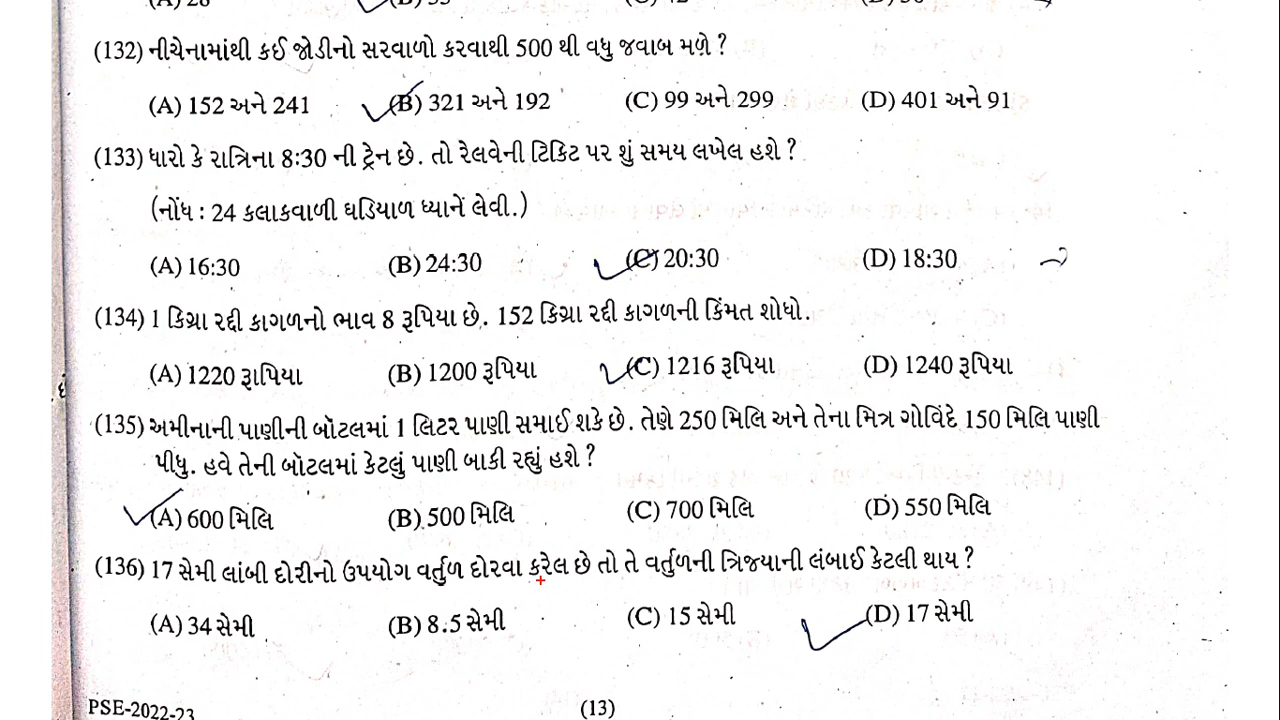 (132) નીચેનામાંથી કઈ જોડીનો સરવાળો કરવાથી 500 થી વધુ જવાબ મળે ?
(A) 152 અને 241 (B) 321 અને 192 (C) 99 અને 299 (D) 401 અને 91
(133) ધારો કે રાત્રિના 8:30 ની ટ્રેન છે. તો રેલવેની ટિકિટ પર શું સમય લખેલ હશે ?
(નોંધ : 24 કલાકવાળી ઘડિયાળ ધ્યાને લેવી.)
(A) 16:30 (B) 24:30 (C) 20:30 (D) 18:30
(134) 1 કિગ્રા રદ્દી કાગળનો ભાવ 8 રૂપિયા છે. 152 કિગ્રા રદ્દી કાગળની કિંમત શોધો.
(A) 1220 રૂાપિયા (B) 1200 રૂપિયા (C) 1216 રૂપિયા (D) 1240 રૂપિયા
(135) અમીનાની પાણીની બૉટલમાં 1 લિટર પાણી સમાઈ શકે છે. તેણે 250 મિલિ અને તેના મિત્ર ગોવિંદે 150 મિલિ પાણી
પીધુ. હવે તેની બૉટલમાં કેટલું પાણી બાકી રહ્યું હશે ?
(A) 600 મિલિ (B) 500 મિલિ (C) 700 મિલિ (D) 550 મિલિ
(136) 17 સેમી લાંબી દોરીનો ઉપયોગ વર્તુળ દોરવા કરેલ છે તો તે વર્તુળની ત્રિજ્યાની લંબાઈ કેટલી થાય ?
(A) 34 સેમી (B) 8.5 સેમી (C) 15 સેમી (D) 17 સેમી
PSE-2022-23 (13)